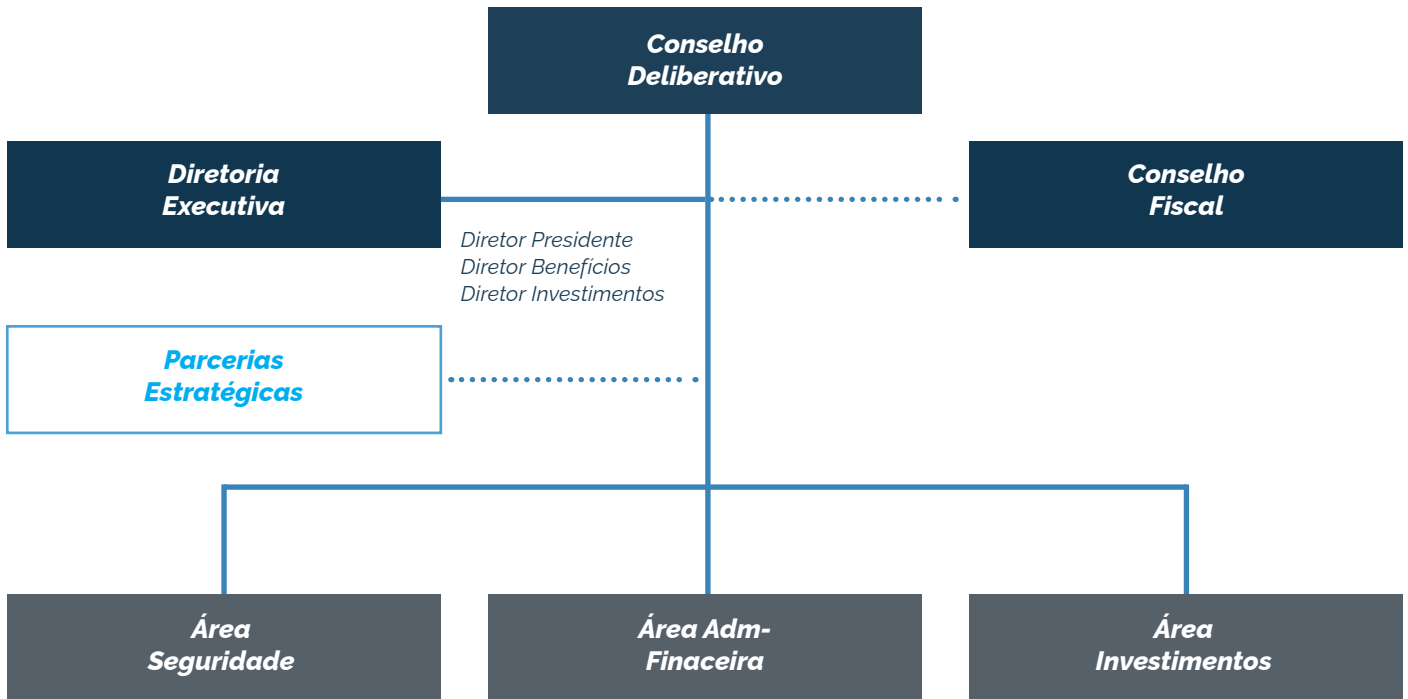 Conselho
Deliberativo
Diretoria
Executiva
Conselho
Fiscal
Diretor Presidente
Diretor Benefícios
Diretor Investimentos
Parcerias
Estratégicas
Área
Seguridade
Área Adm-
Finaceira
Área
Investimentos